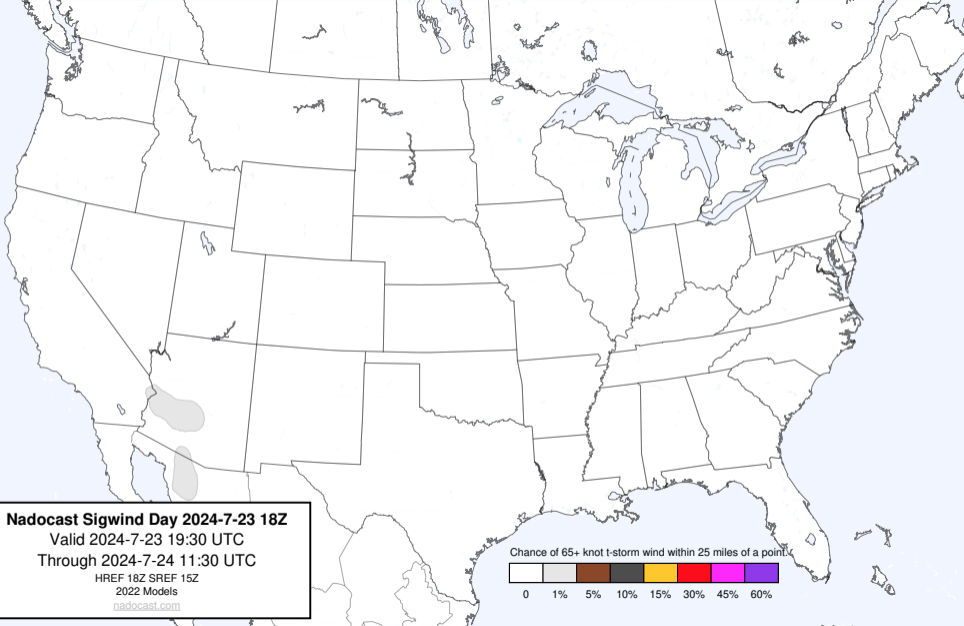 Nadocast Sigwind Day 2024-7-23 18Z
Valid 2024-7-23 19:30 UTC
Through 2024-7-24 11:30 UTC
HREF 18Z SREF 15Z
2022 Models
nadocast.com
Chance of 65+ knot t-storm wind within 25 miles of a point.
0 1% 5% 10% 15% 30% 45% 60%